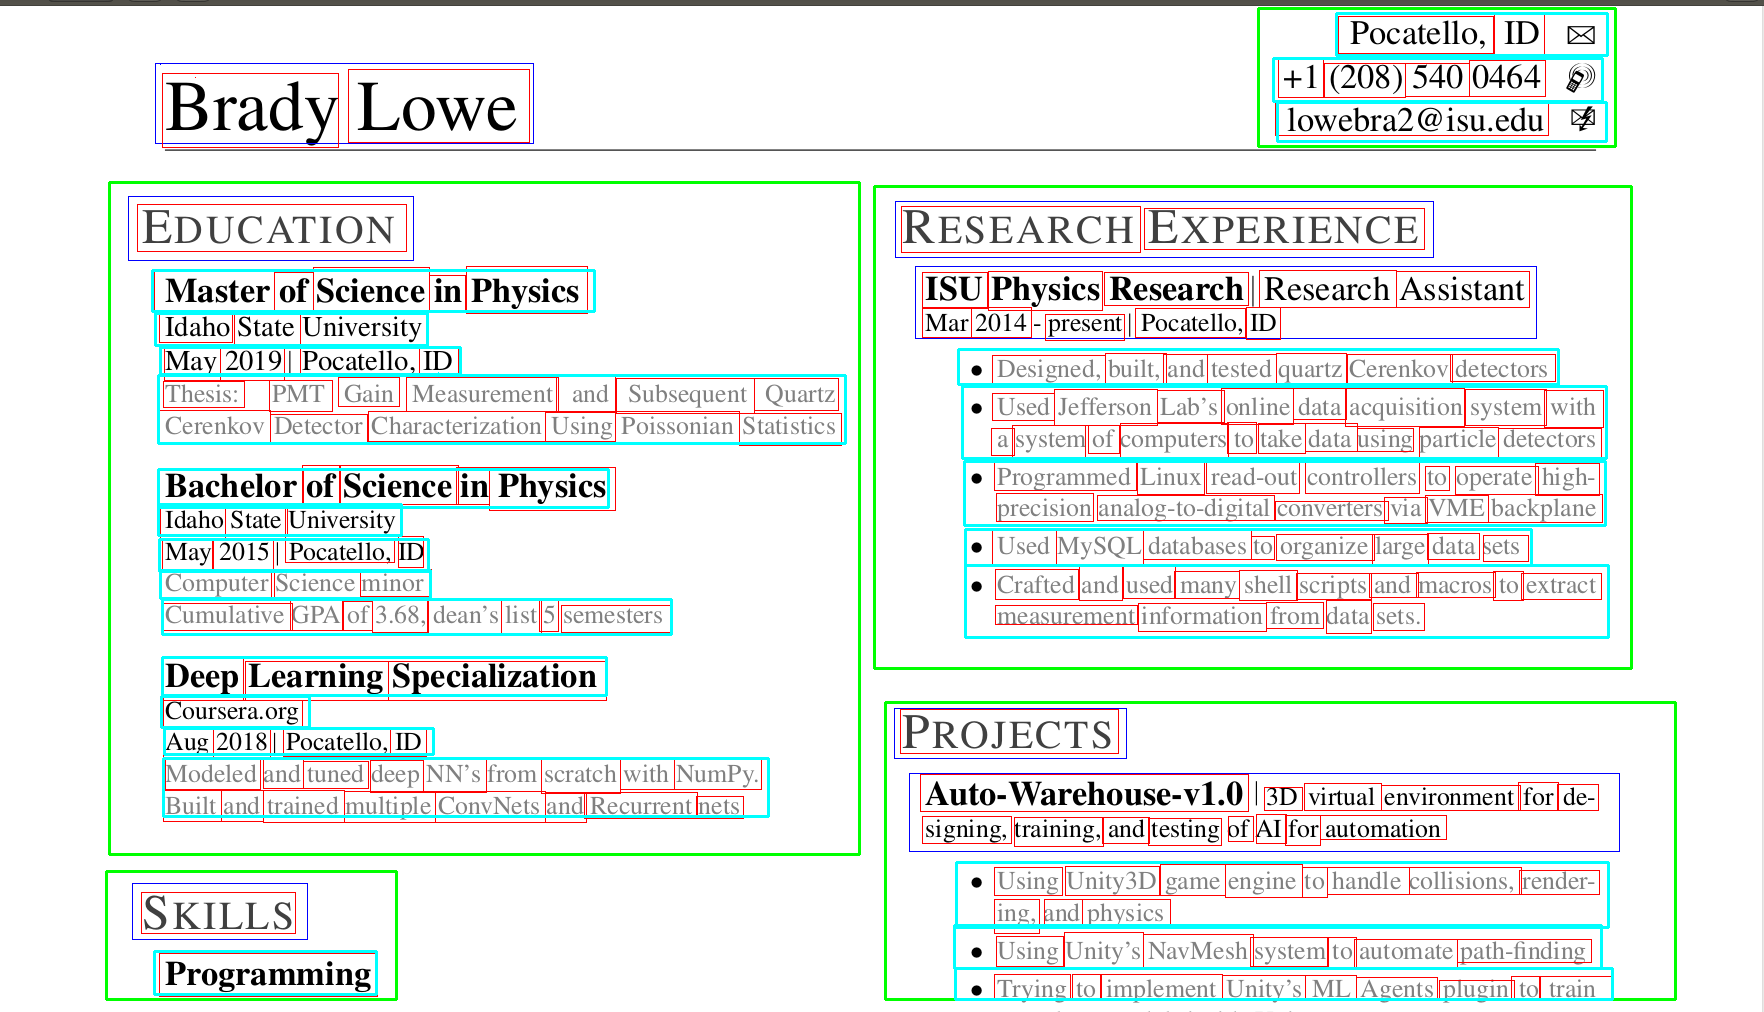 Brady Lowe
Pocatello, ID
+1 (208) 540 0464
lowebra2@isu.edu
EDUCATION
Master of Science in Physics
Idaho State University
May 2019 | Pocatello, ID
Thesis: PMT Gain Measurement and Subsequent Quartz
Cerenkov Detector Characterization Using Poissonian Statistics
Bachelor of Science in Physics
Idaho State University
May 2015 | Pocatello, ID
Computer Science minor
Cumulative GPA of 3.68, dean's list 5 semesters
Deep Learning Specialization
Coursera.org
Aug 2018 | Pocatello, ID
Modeled and tuned deep NN's from scratch with NumPy.
Built and trained multiple ConvNets and Recurrent nets
SKILLS
Programming
RESEARCH EXPERIENCE
ISU Physics Research | Research Assistant
Mar 2014 - present | Pocatello, ID
• Designed, built, and tested quartz Cerenkov detectors
• Used Jefferson Lab's online data acquisition system with
a system of computers to take data using particle detectors
• Programmed Linux read-out controllers to operate high-
precision analog-to-digital converters via VME backplane
• Used MySQL databases to organize large data sets
• Crafted and used many shell scripts and macros to extract
measurement information from data sets.
PROJECTS
Auto-Warehouse-v1.0 | 3D virtual environment for de-
signing, training, and testing of AI for automation
• Using Unity3D game engine to handle collisions, render-
ing, and physics
• Using Unity's NavMesh system to automate path-finding
• Trying to implement Unity's ML Agents plugin to train